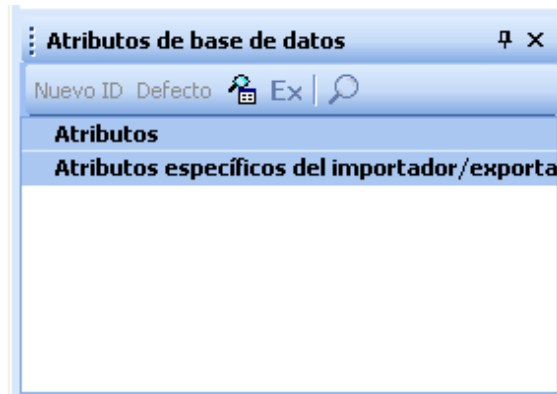 Atributos de base de datos
Nuevo ID Defecto Ex
Atributos
Atributos específicos del importador/exporta